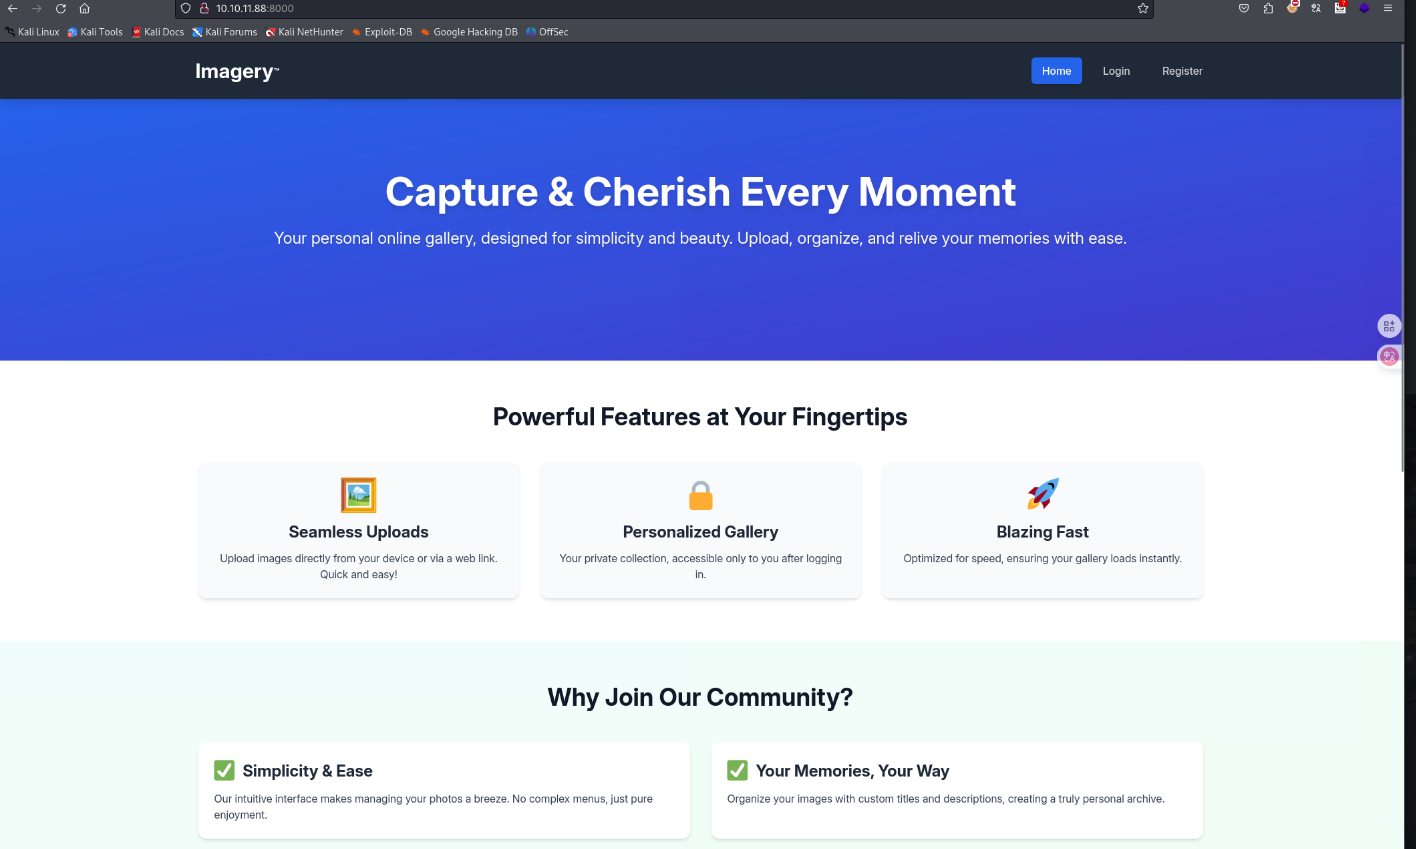 10.10.11.88:8000
Kali Linux Kali Tools Kali Docs Kali Forums Kali NetHunter Exploit-DB Google Hacking DB OffSec
Imagery™
Home Login Register
Capture & Cherish Every Moment
Your personal online gallery, designed for simplicity and beauty. Upload, organize, and relive your memories with ease.
Powerful Features at Your Fingertips
Seamless Uploads
Upload images directly from your device or via a web link.
Quick and easy!
Personalized Gallery
Your private collection, accessible only to you after logging
in.
Blazing Fast
Optimized for speed, ensuring your gallery loads instantly.
Why Join Our Community?
Simplicity & Ease
Our intuitive interface makes managing your photos a breeze. No complex menus, just pure
enjoyment.
Your Memories, Your Way
Organize your images with custom titles and descriptions, creating a truly personal archive.